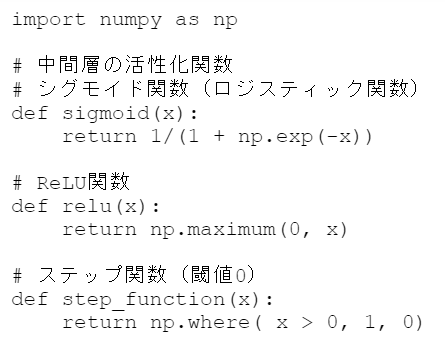 import numpy as np
# 中間層の活性化関数
# シグモイド関数（ロジスティック関数）
def sigmoid(x):
    return 1/(1 + np.exp(-x))
# ReLU関数
def relu(x):
    return np.maximum(0, x)
# ステップ関数（閾値0）
def step_function(x):
    return np.where( x > 0, 1, 0)